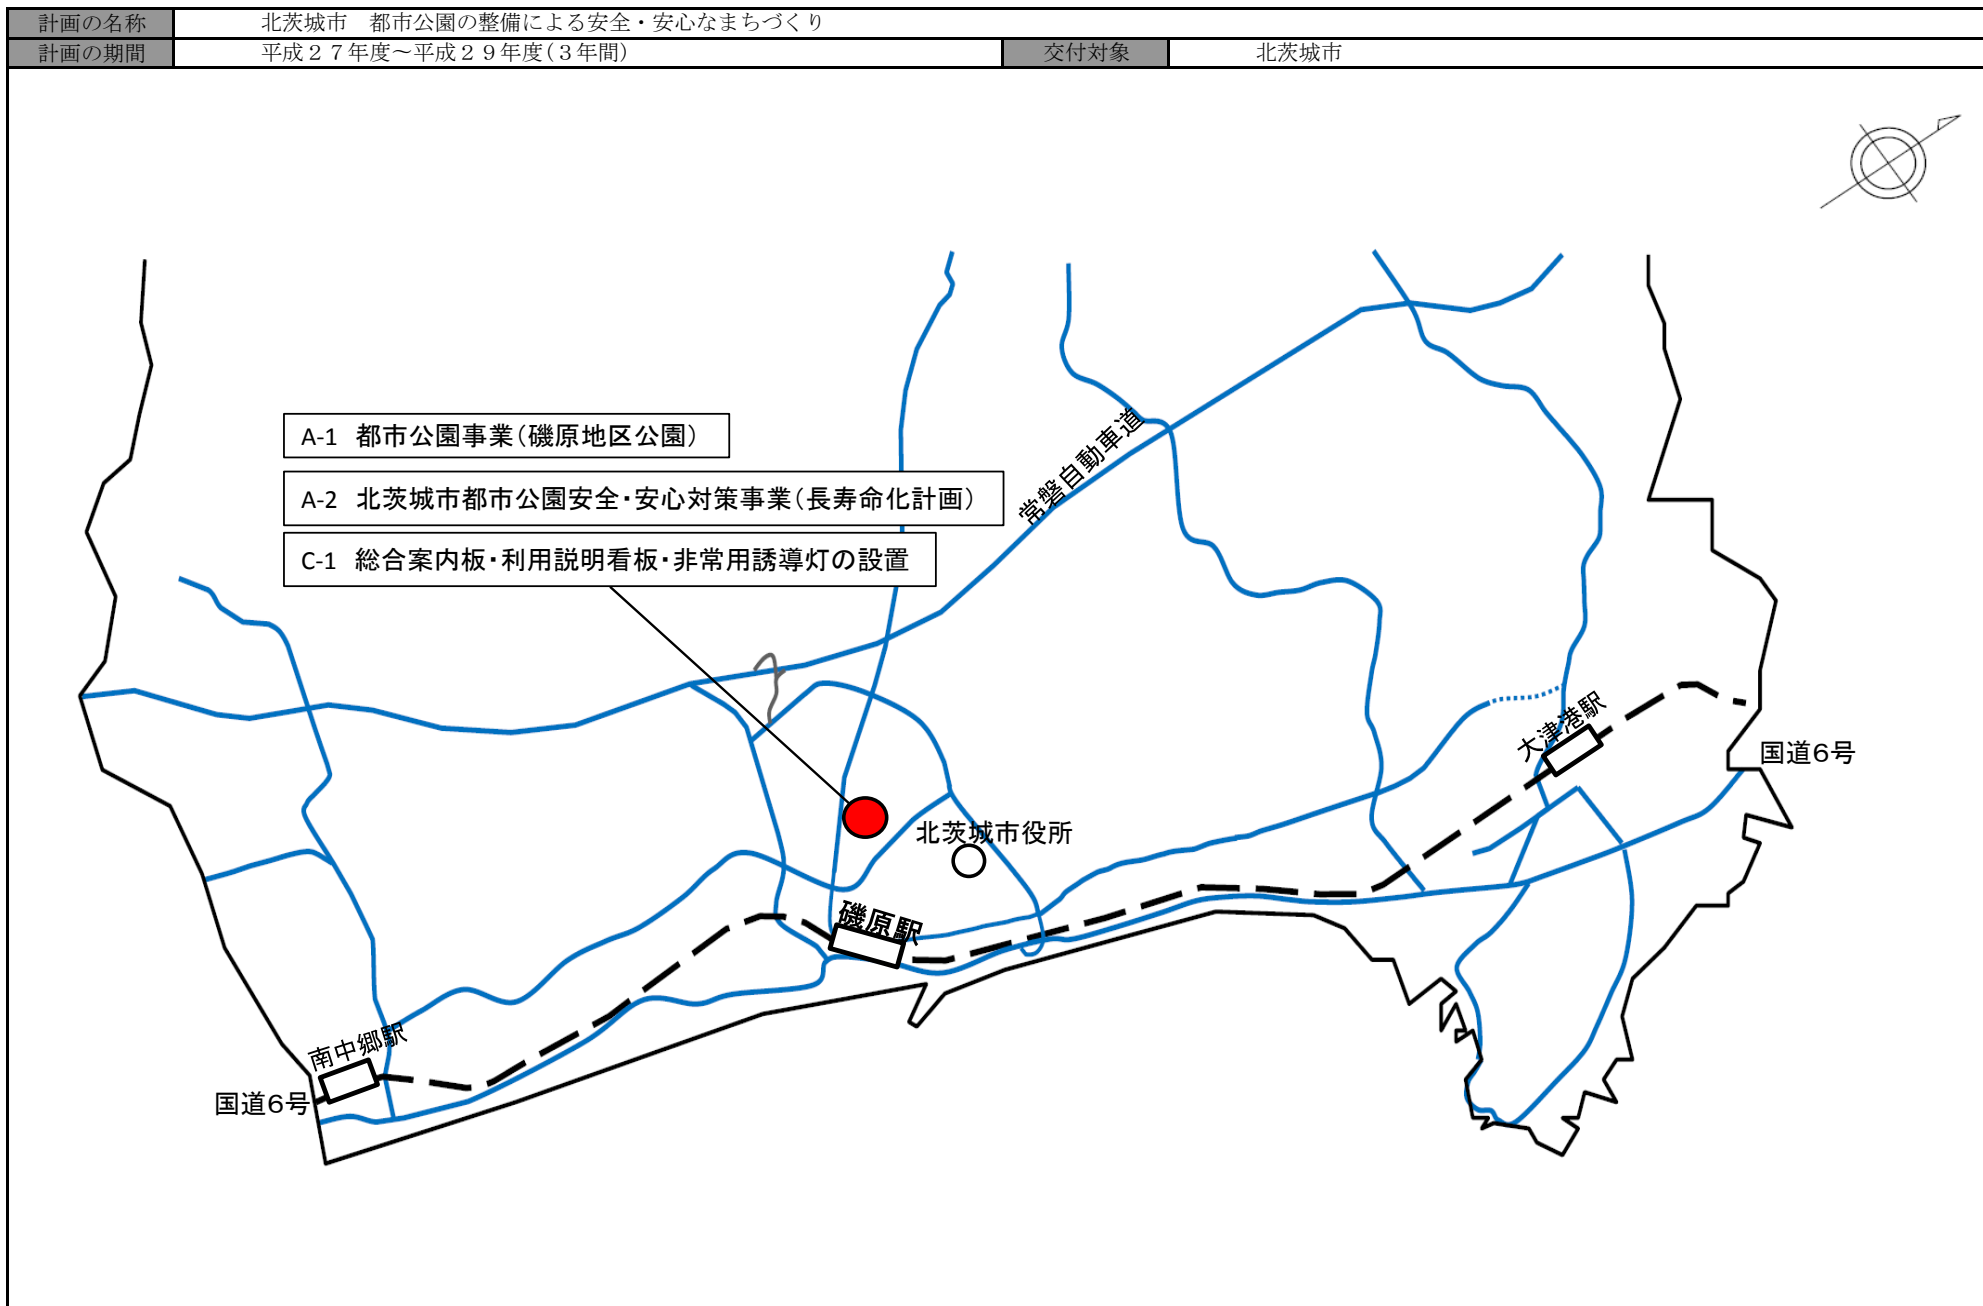 計画の名称 北茨城市 都市公園の整備による安全・安心なまちづくり
計画の期間 平成27年度～平成29年度(3年間) 交付対象 北茨城市
A-1 都市公園事業(磯原地区公園)
A-2 北茨城市都市公園安全・安心対策事業(長寿命化計画)
C-1 総合案内板・利用説明看板・非常用誘導灯の設置
常磐自動車道
大津港駅
国道6号
北茨城市役所
磯原駅
南中郷駅
国道6号